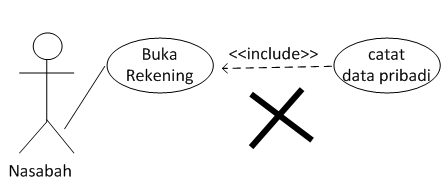 Buka
Rekening
<<include>>
catat
data pribadi
Nasabah